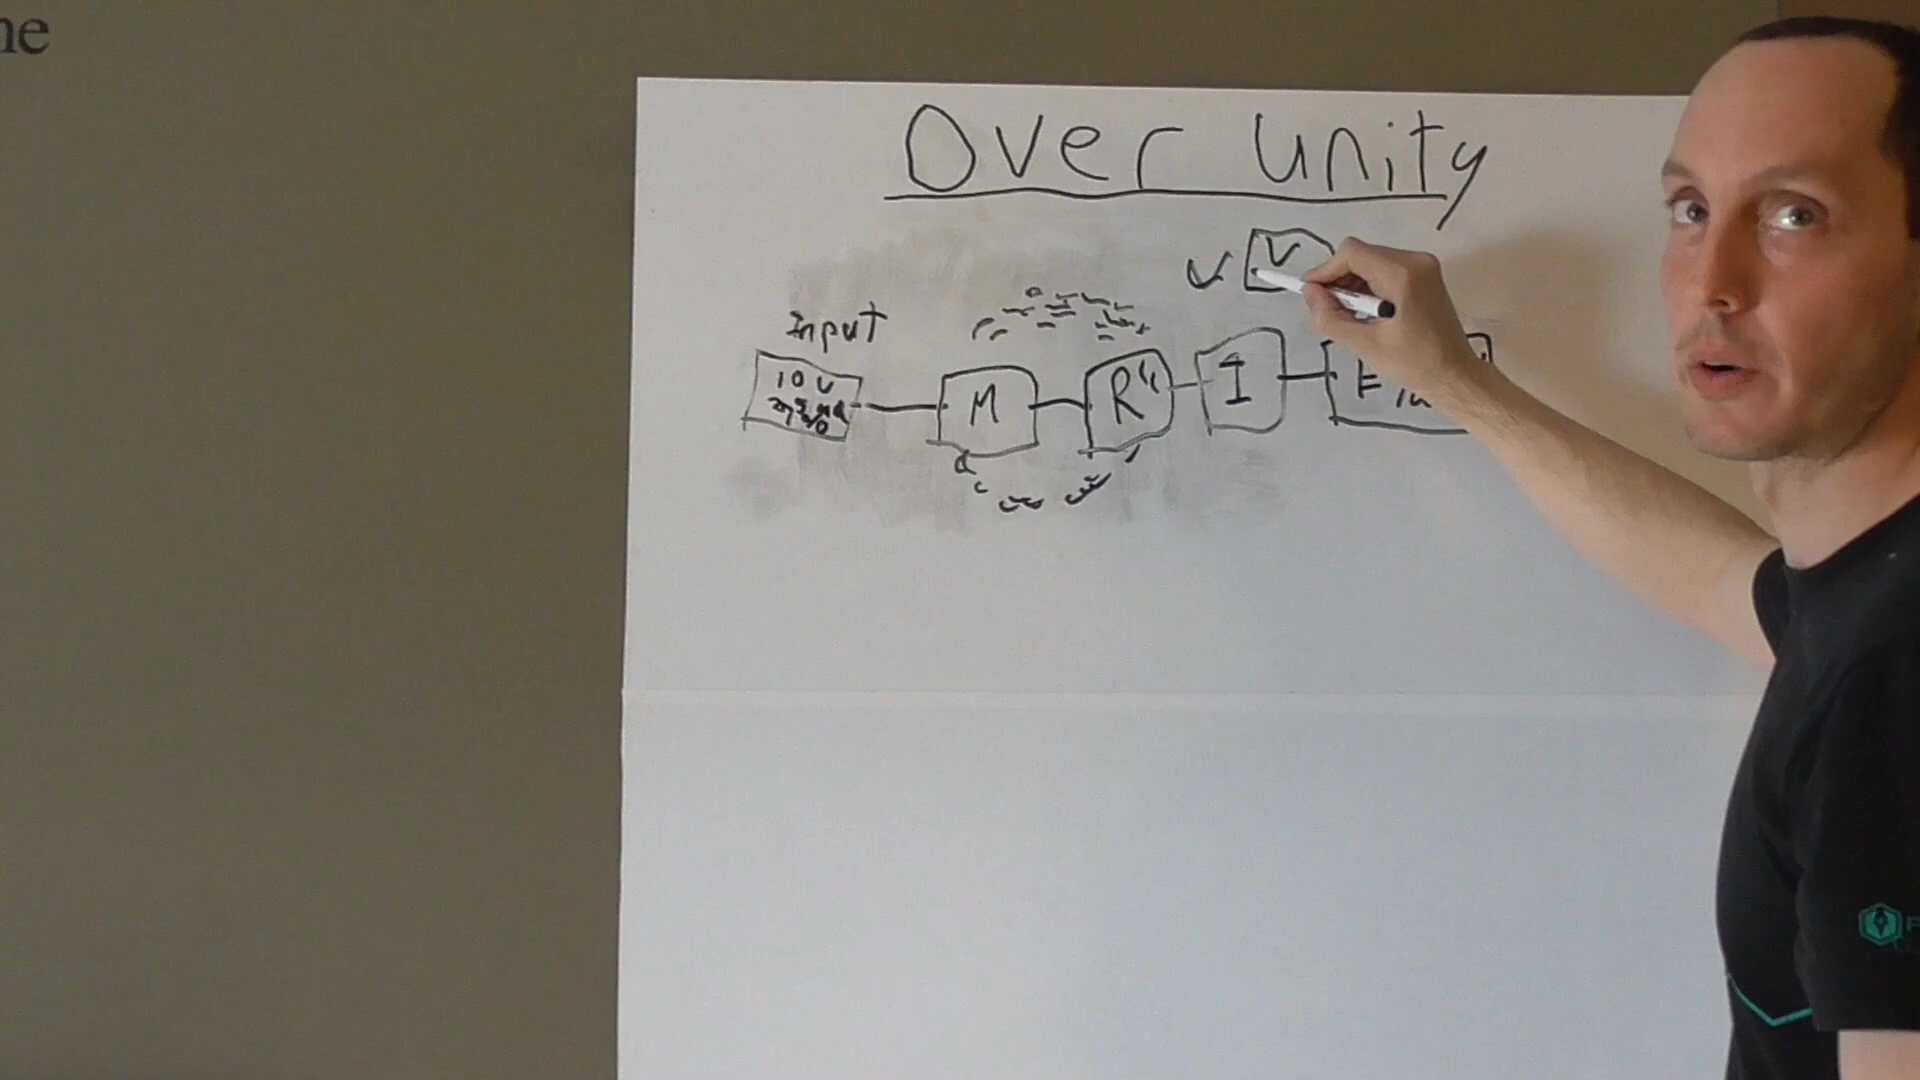 ne
Over unity
V V
Input
10 V
M R" I